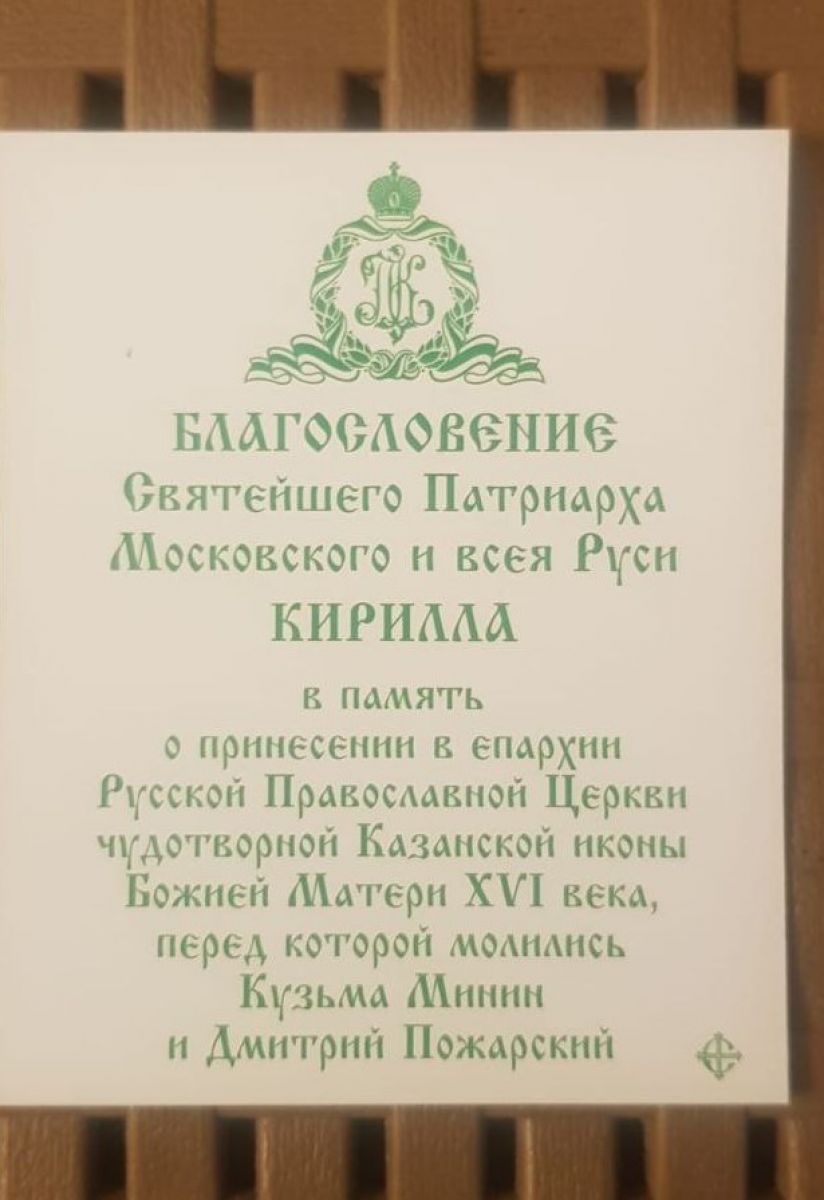 БЛАГОСЛОВЕНИЕ
Святейшего Патриарха
Московского и всея Руси
КИРИЛЛА
в память
о принесении в епархии
Русской Православной Церкви
чудотворной Казанской иконы
Божией Матери XVI века,
перед которой молились
Кузьма Минин
и Дмитрий Пожарский